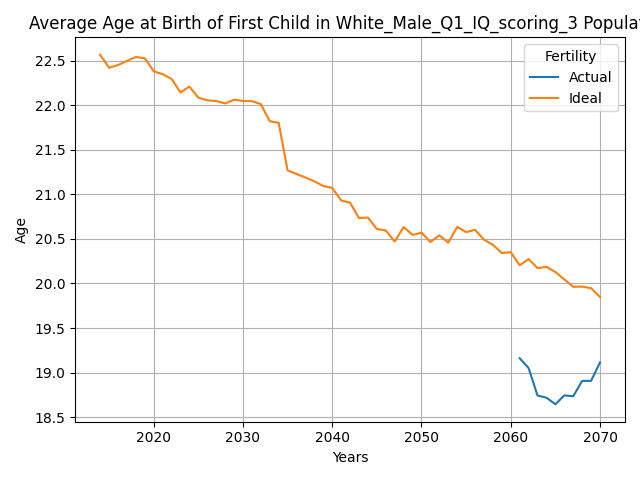 Average Age at Birth of First Child in White_Male_Q1_IQ_scoring_3 Populat
Fertility
Actual
Ideal
22.5
22.0
21.5
21.0
20.5
20.0
19.5
19.0
18.5
Age
2020 2030 2040 2050 2060 2070
Years